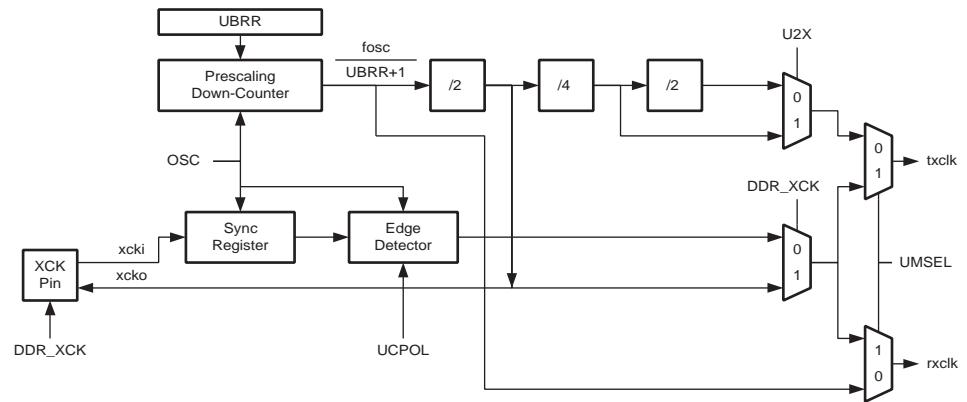 UBRR
fosc
UBRR+1
U2X
Prescaling
Down-Counter
/2
/4
/2
0
1
OSC
0
1
txclk
DDR_XCK
Sync
Register
Edge
Detector
xcki
0
1
XCK
Pin
xcko
UMSEL
DDR_XCK
UCPOL
1
0
rxclk